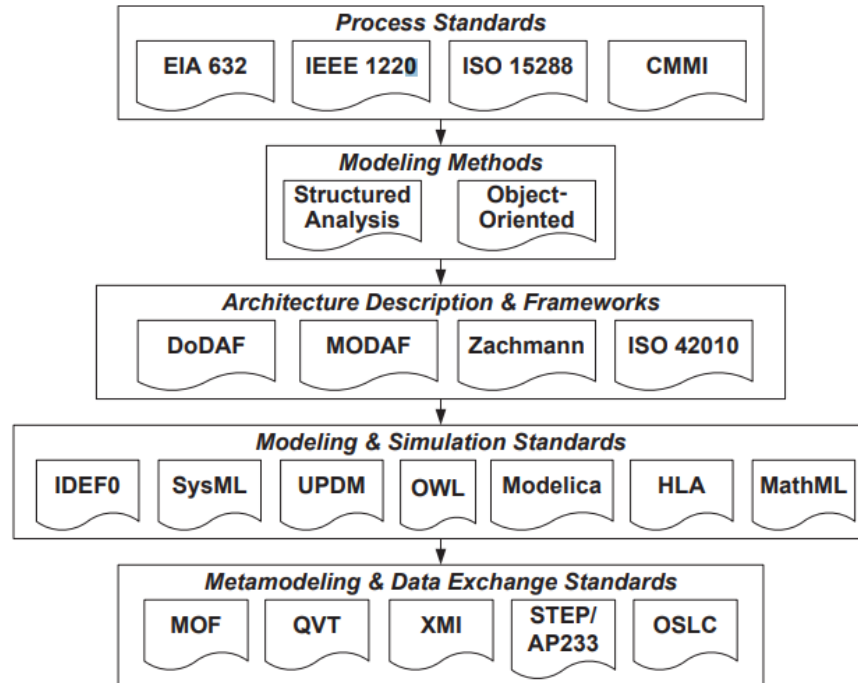 Process Standards
EIA 632 IEEE 1220 ISO 15288 CMMI
Modeling Methods
Structured Object-
Analysis Oriented
Architecture Description & Frameworks
DoDAF MODAF Zachmann ISO 42010
Modeling & Simulation Standards
IDEF0 SysML UPDM OWL Modelica HLA MathML
Metamodeling & Data Exchange Standards
MOF QVT XMI STEP/ OSLC
AP233